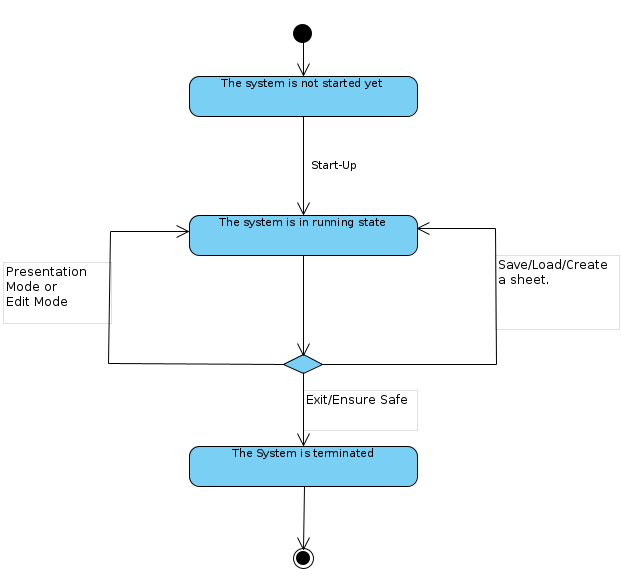 The system is not started yet
Start-Up
The system is in running state
Presentation
Mode or
Edit Mode
Save/Load/Create
a sheet.
Exit/Ensure Safe
The System is terminated